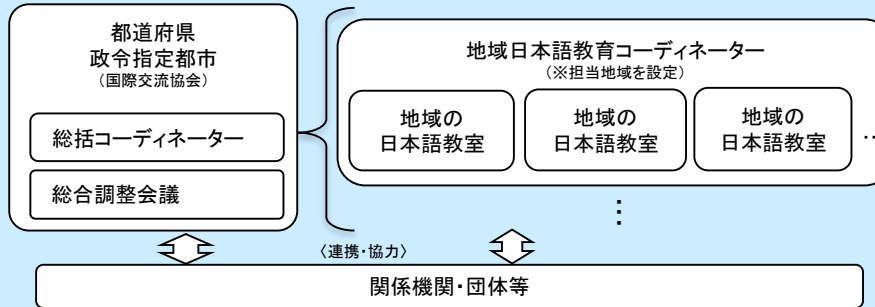 都道府県
政令指定都市
(国際交流協会)
総括コーディネーター
総合調整会議
地域日本語教育コーディネーター
(※担当地域を設定)
地域の
日本語教室
地域の
日本語教室
地域の
日本語教室
…
⋮
〈連携・協力〉
関係機関・団体等